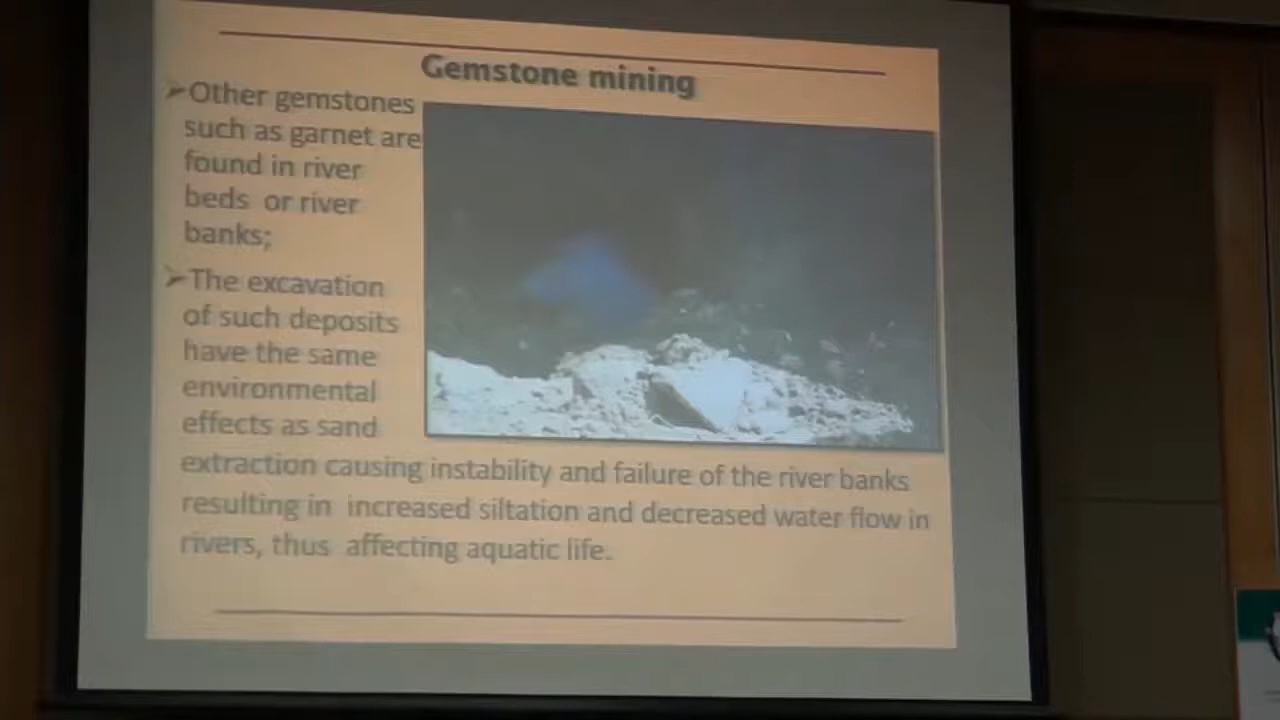 Gemstone mining
➢Other gemstones
such as garnet are
found in river
beds or river
banks;
➢The excavation
of such deposits
have the same
environmental
effects as sand
extraction causing instability and failure of the river banks
resulting in increased siltation and decreased water flow in
rivers, thus affecting aquatic life.